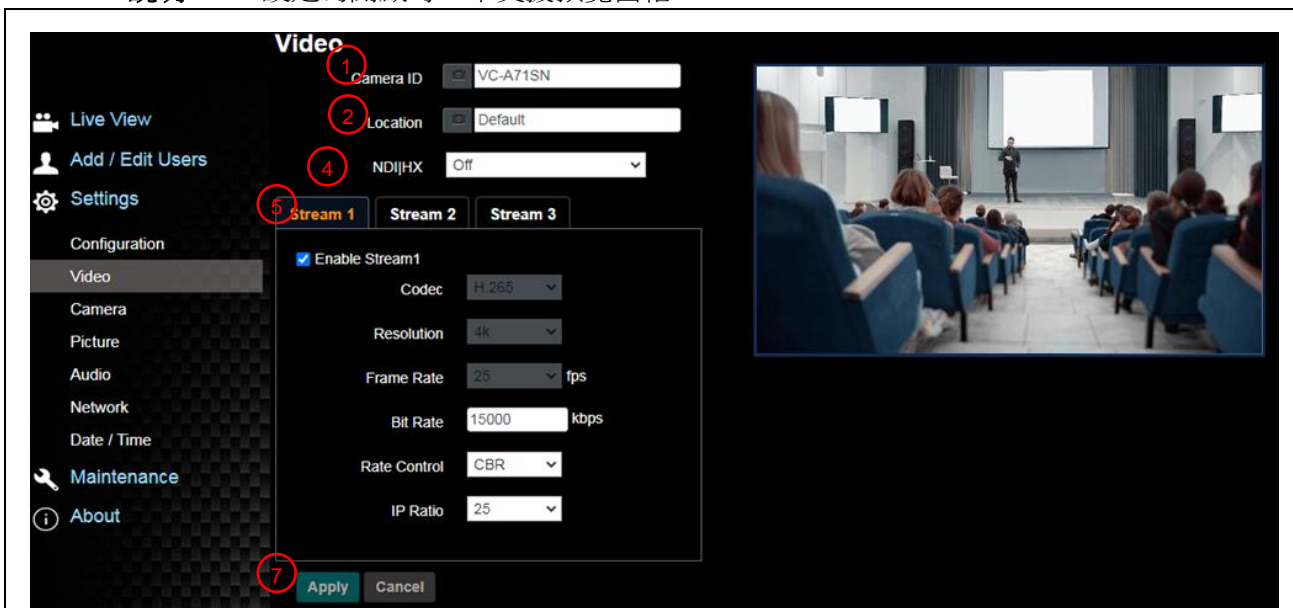 Video
1 Camera ID VC-A71SN
2 Location Default
4 NDI|HX Off
Live View
Add / Edit Users
Settings
Configuration
Video
Camera
Picture
Audio
Network
Date / Time
Maintenance
About
5 Stream 1 Stream 2 Stream 3
Enable Stream1
Codec H.265
Resolution 4k
Frame Rate 25 fps
Bit Rate 15000 kbps
Rate Control CBR
IP Ratio 25
7 Apply Cancel